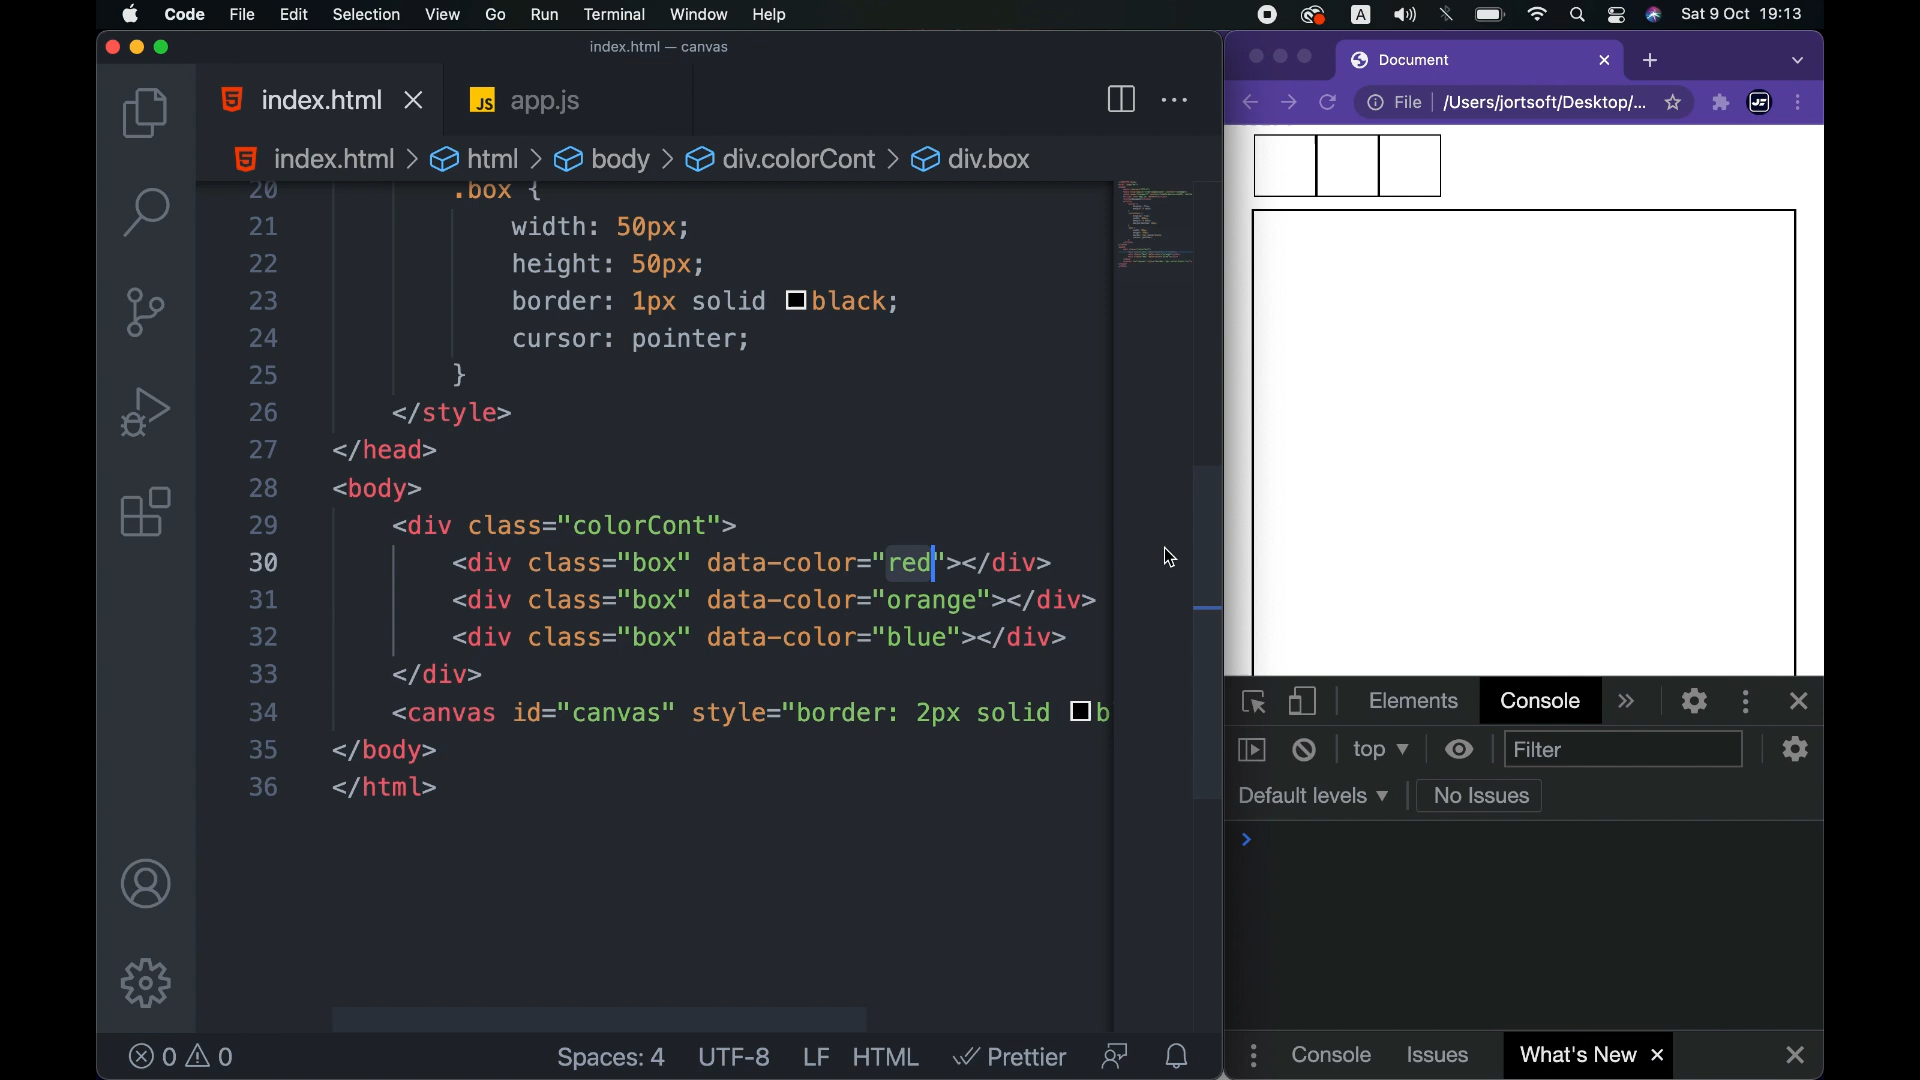 Code File Edit Selection View Go Run Terminal Window Help
A Sat 9 Oct 19:13
index.html — canvas
index.html
JS app.js
index.html > html > body > div.colorCont > div.box
20 .box {
21 width: 50px;
22 height: 50px;
23 border: 1px solid black;
24 cursor: pointer;
25 }
26 </style>
27 </head>
28 <body>
29 <div class="colorCont">
30 <div class="box" data-color="red"></div>
31 <div class="box" data-color="orange"></div>
32 <div class="box" data-color="blue"></div>
33 </div>
34 <canvas id="canvas" style="border: 2px solid b
35 </body>
36 </html>
0 0 Spaces: 4 UTF-8 LF HTML Prettier
Document
File /Users/jortsoft/Desktop/...
Elements Console
top Filter
Default levels No Issues
Console Issues What's New